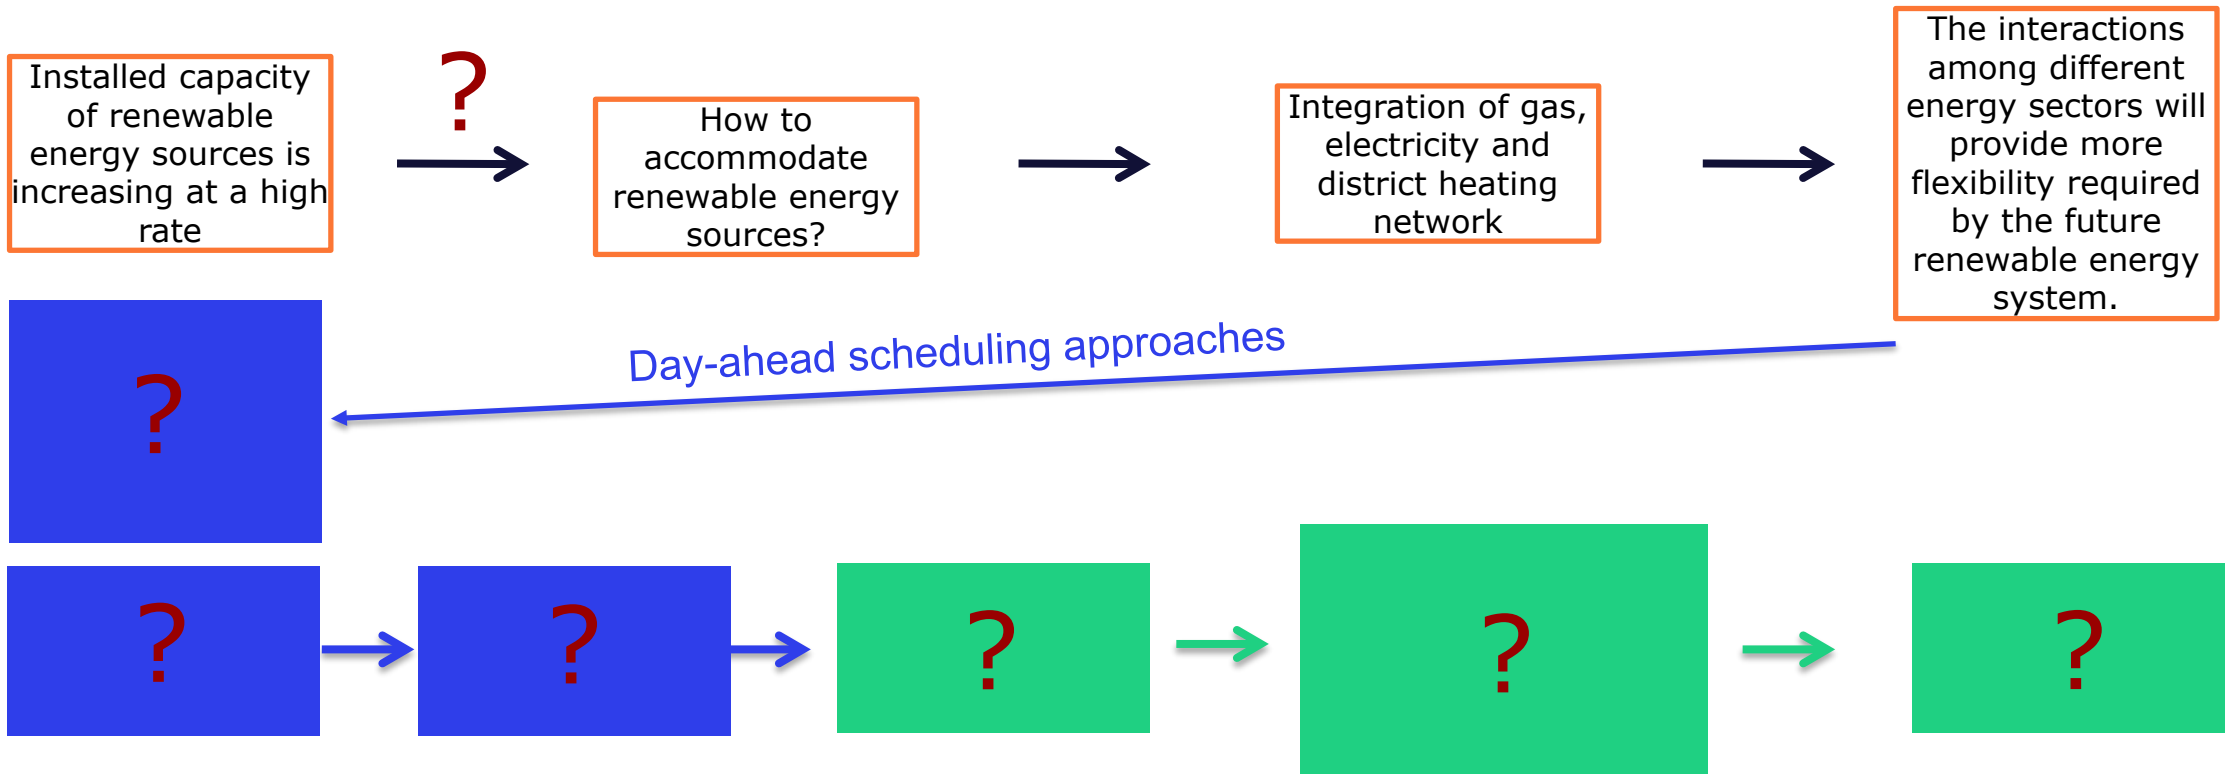 Installed capacity
of renewable
energy sources is
increasing at a high
rate
?
How to
accommodate
renewable energy
sources?
Integration of gas,
electricity and
district heating
network
The interactions
among different
energy sectors will
provide more
flexibility required
by the future
renewable energy
system.
Day-ahead scheduling approaches
?
?
?
?
?
?